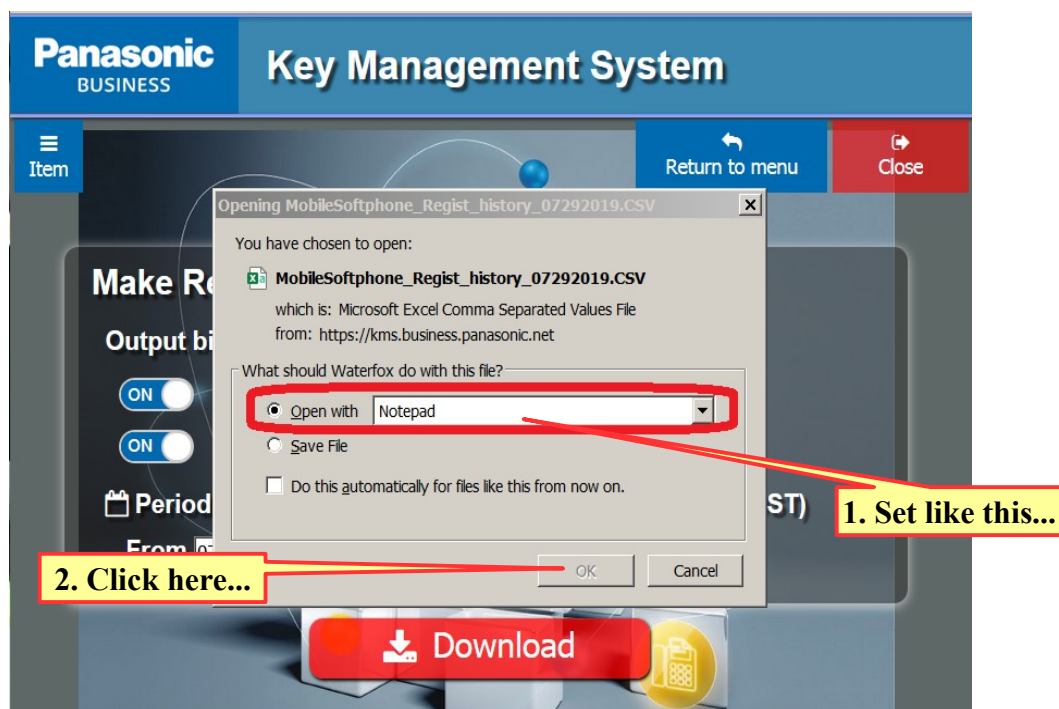 Panasonic
BUSINESS
Key Management System
Item
Return to menu
Close
Opening MobileSoftphone_Regist_history_07292019.CSV
You have chosen to open:
MobileSoftphone_Regist_history_07292019.CSV
which is: Microsoft Excel Comma Separated Values File
from: https://kms.business.panasonic.net
Make Re
Output bi
What should Waterfox do with this file?
ON
Open with Notepad
ON
Save File
Do this automatically for files like this from now on.
Period
ST)
1. Set like this...
From
2. Click here...
OK
Cancel
Download